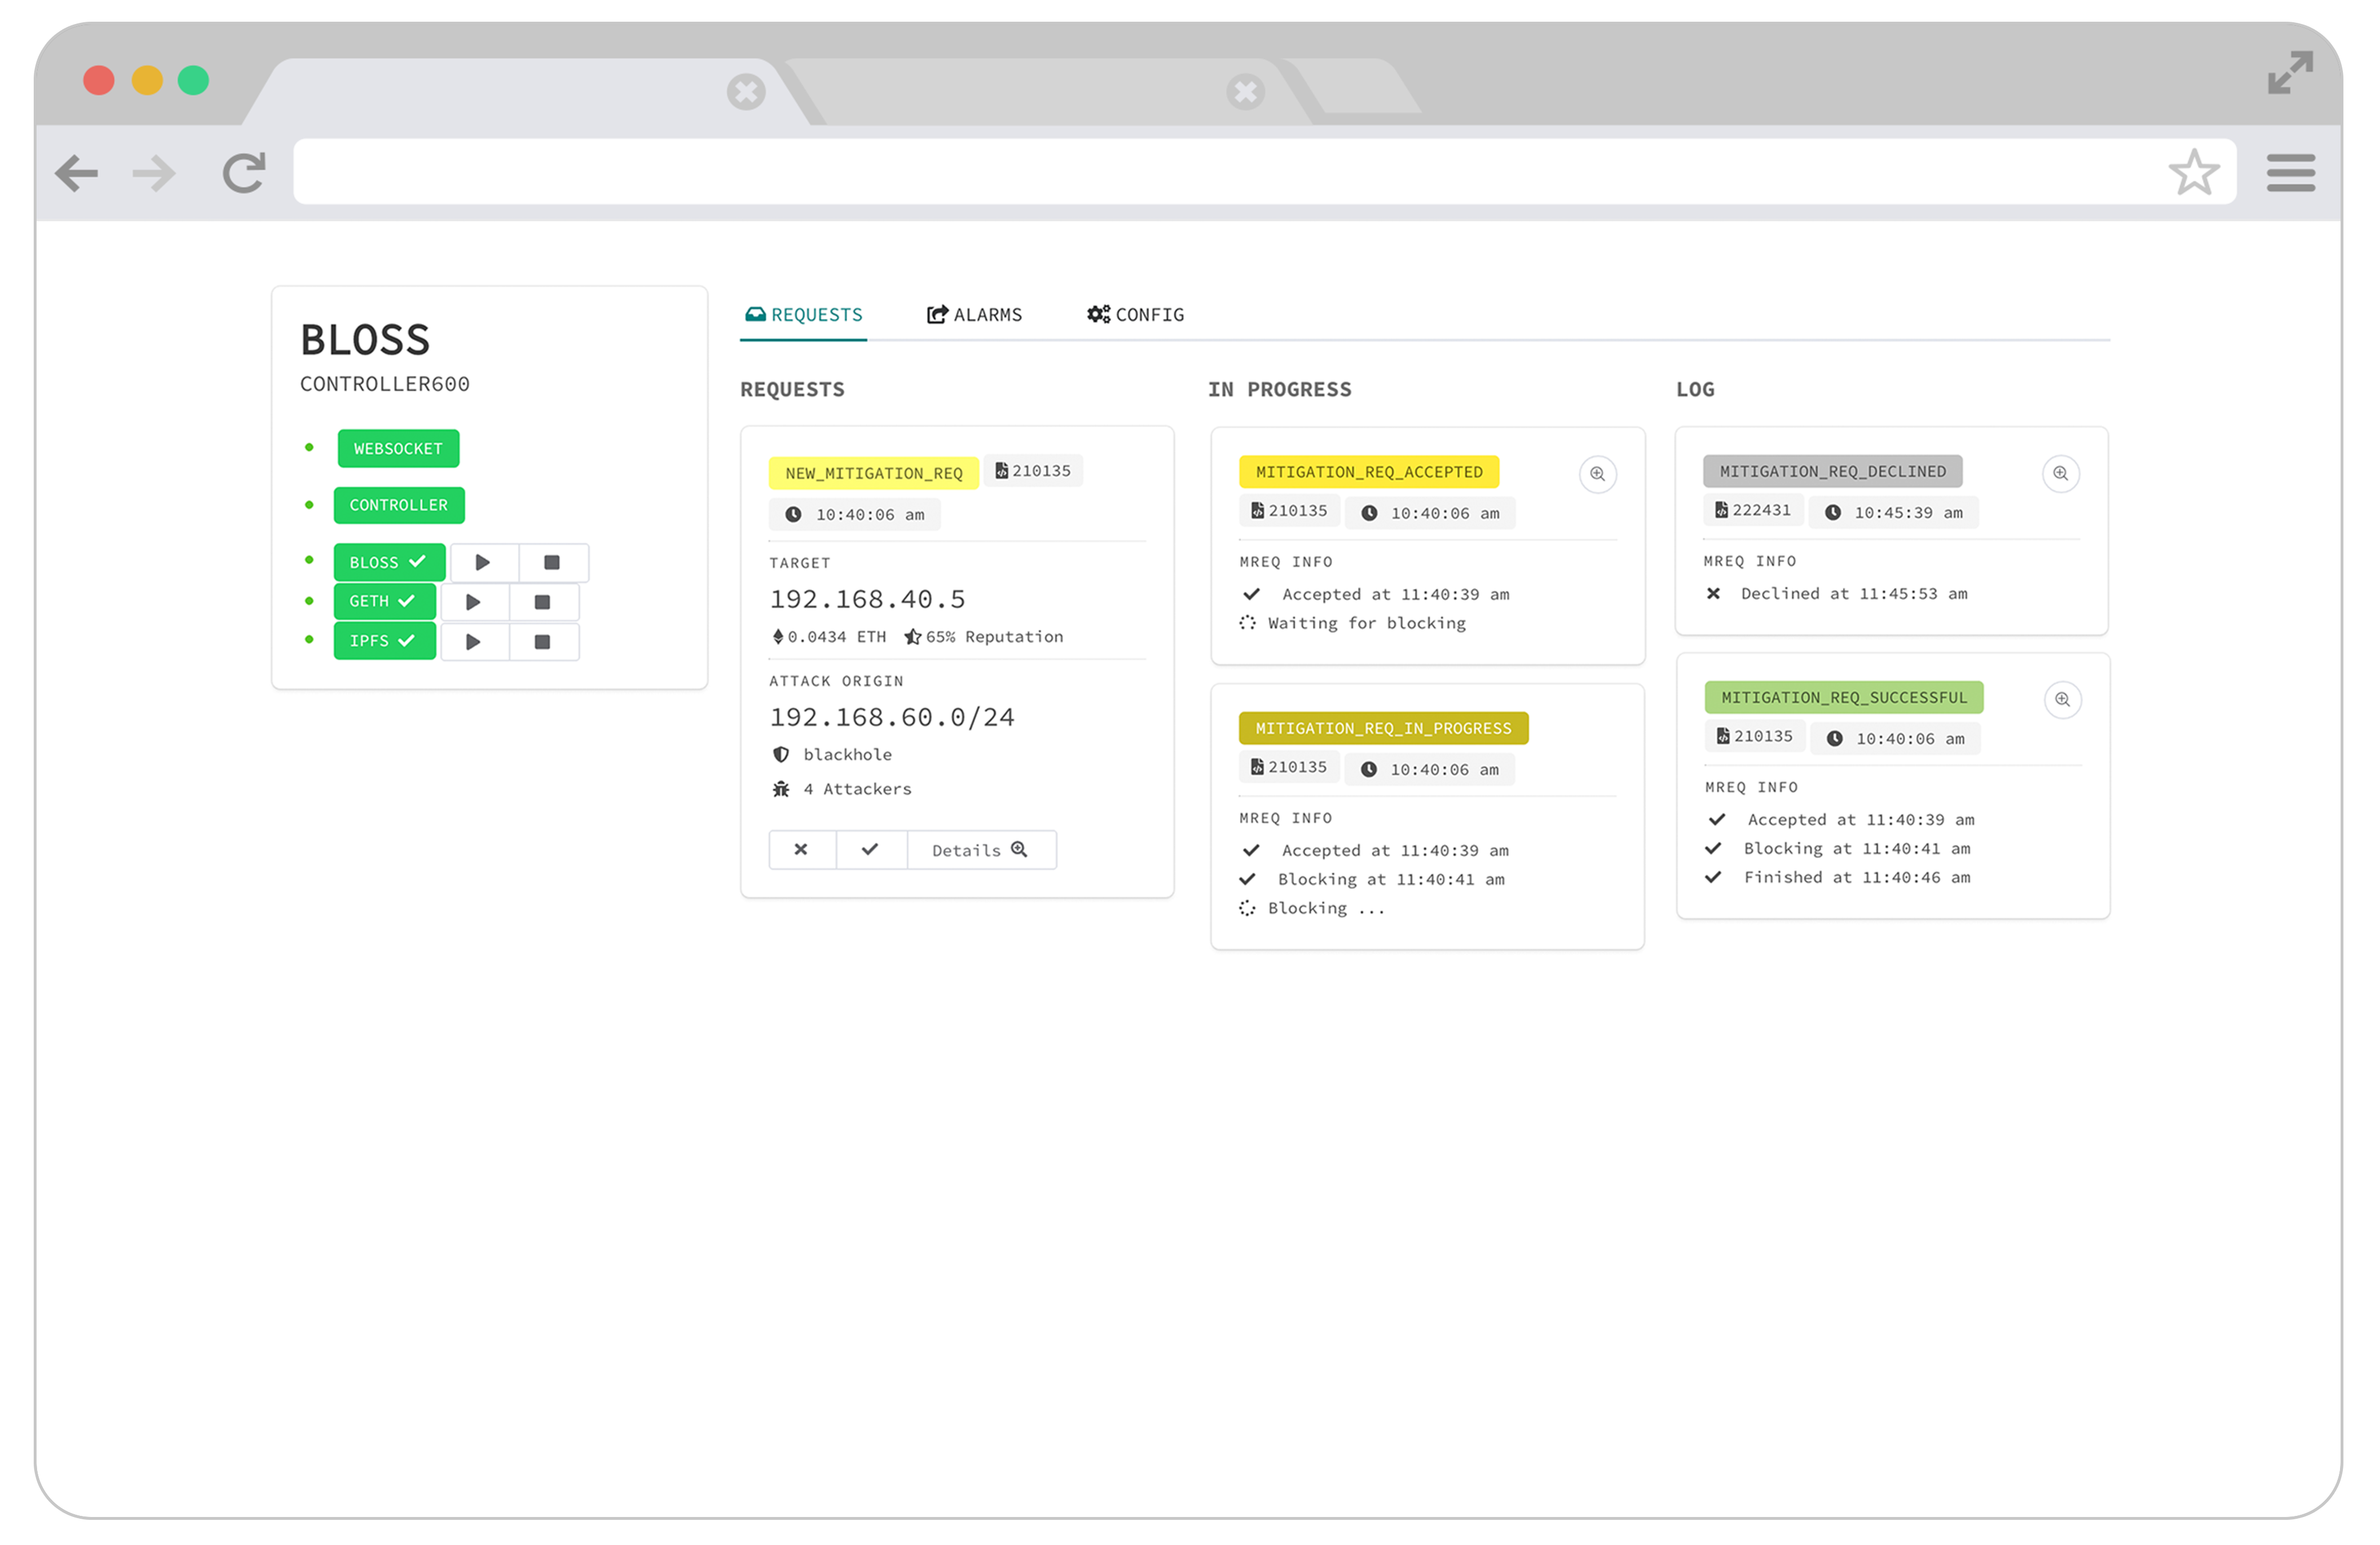 BLOSS
CONTROLLER600
WEBSOCKET
CONTROLLER
BLOSS
GETH
IPFS
REQUESTS ALARMS CONFIG
REQUESTS
NEW_MITIGATION_REQ 210135
10:40:06 am
TARGET
192.168.40.5
0.0434 ETH 65% Reputation
ATTACK ORIGIN
192.168.60.0/24
blackhole
4 Attackers
Details
IN PROGRESS
MITIGATION_REQ_ACCEPTED
210135 10:40:06 am
MREQ INFO
Accepted at 11:40:39 am
Waiting for blocking
MITIGATION_REQ_IN_PROGRESS
210135 10:40:06 am
MREQ INFO
Accepted at 11:40:39 am
Blocking at 11:40:41 am
Blocking ...
LOG
MITIGATION_REQ_DECLINED
222431 10:45:39 am
MREQ INFO
Declined at 11:45:53 am
MITIGATION_REQ_SUCCESSFUL
210135 10:40:06 am
MREQ INFO
Accepted at 11:40:39 am
Blocking at 11:40:41 am
Finished at 11:40:46 am